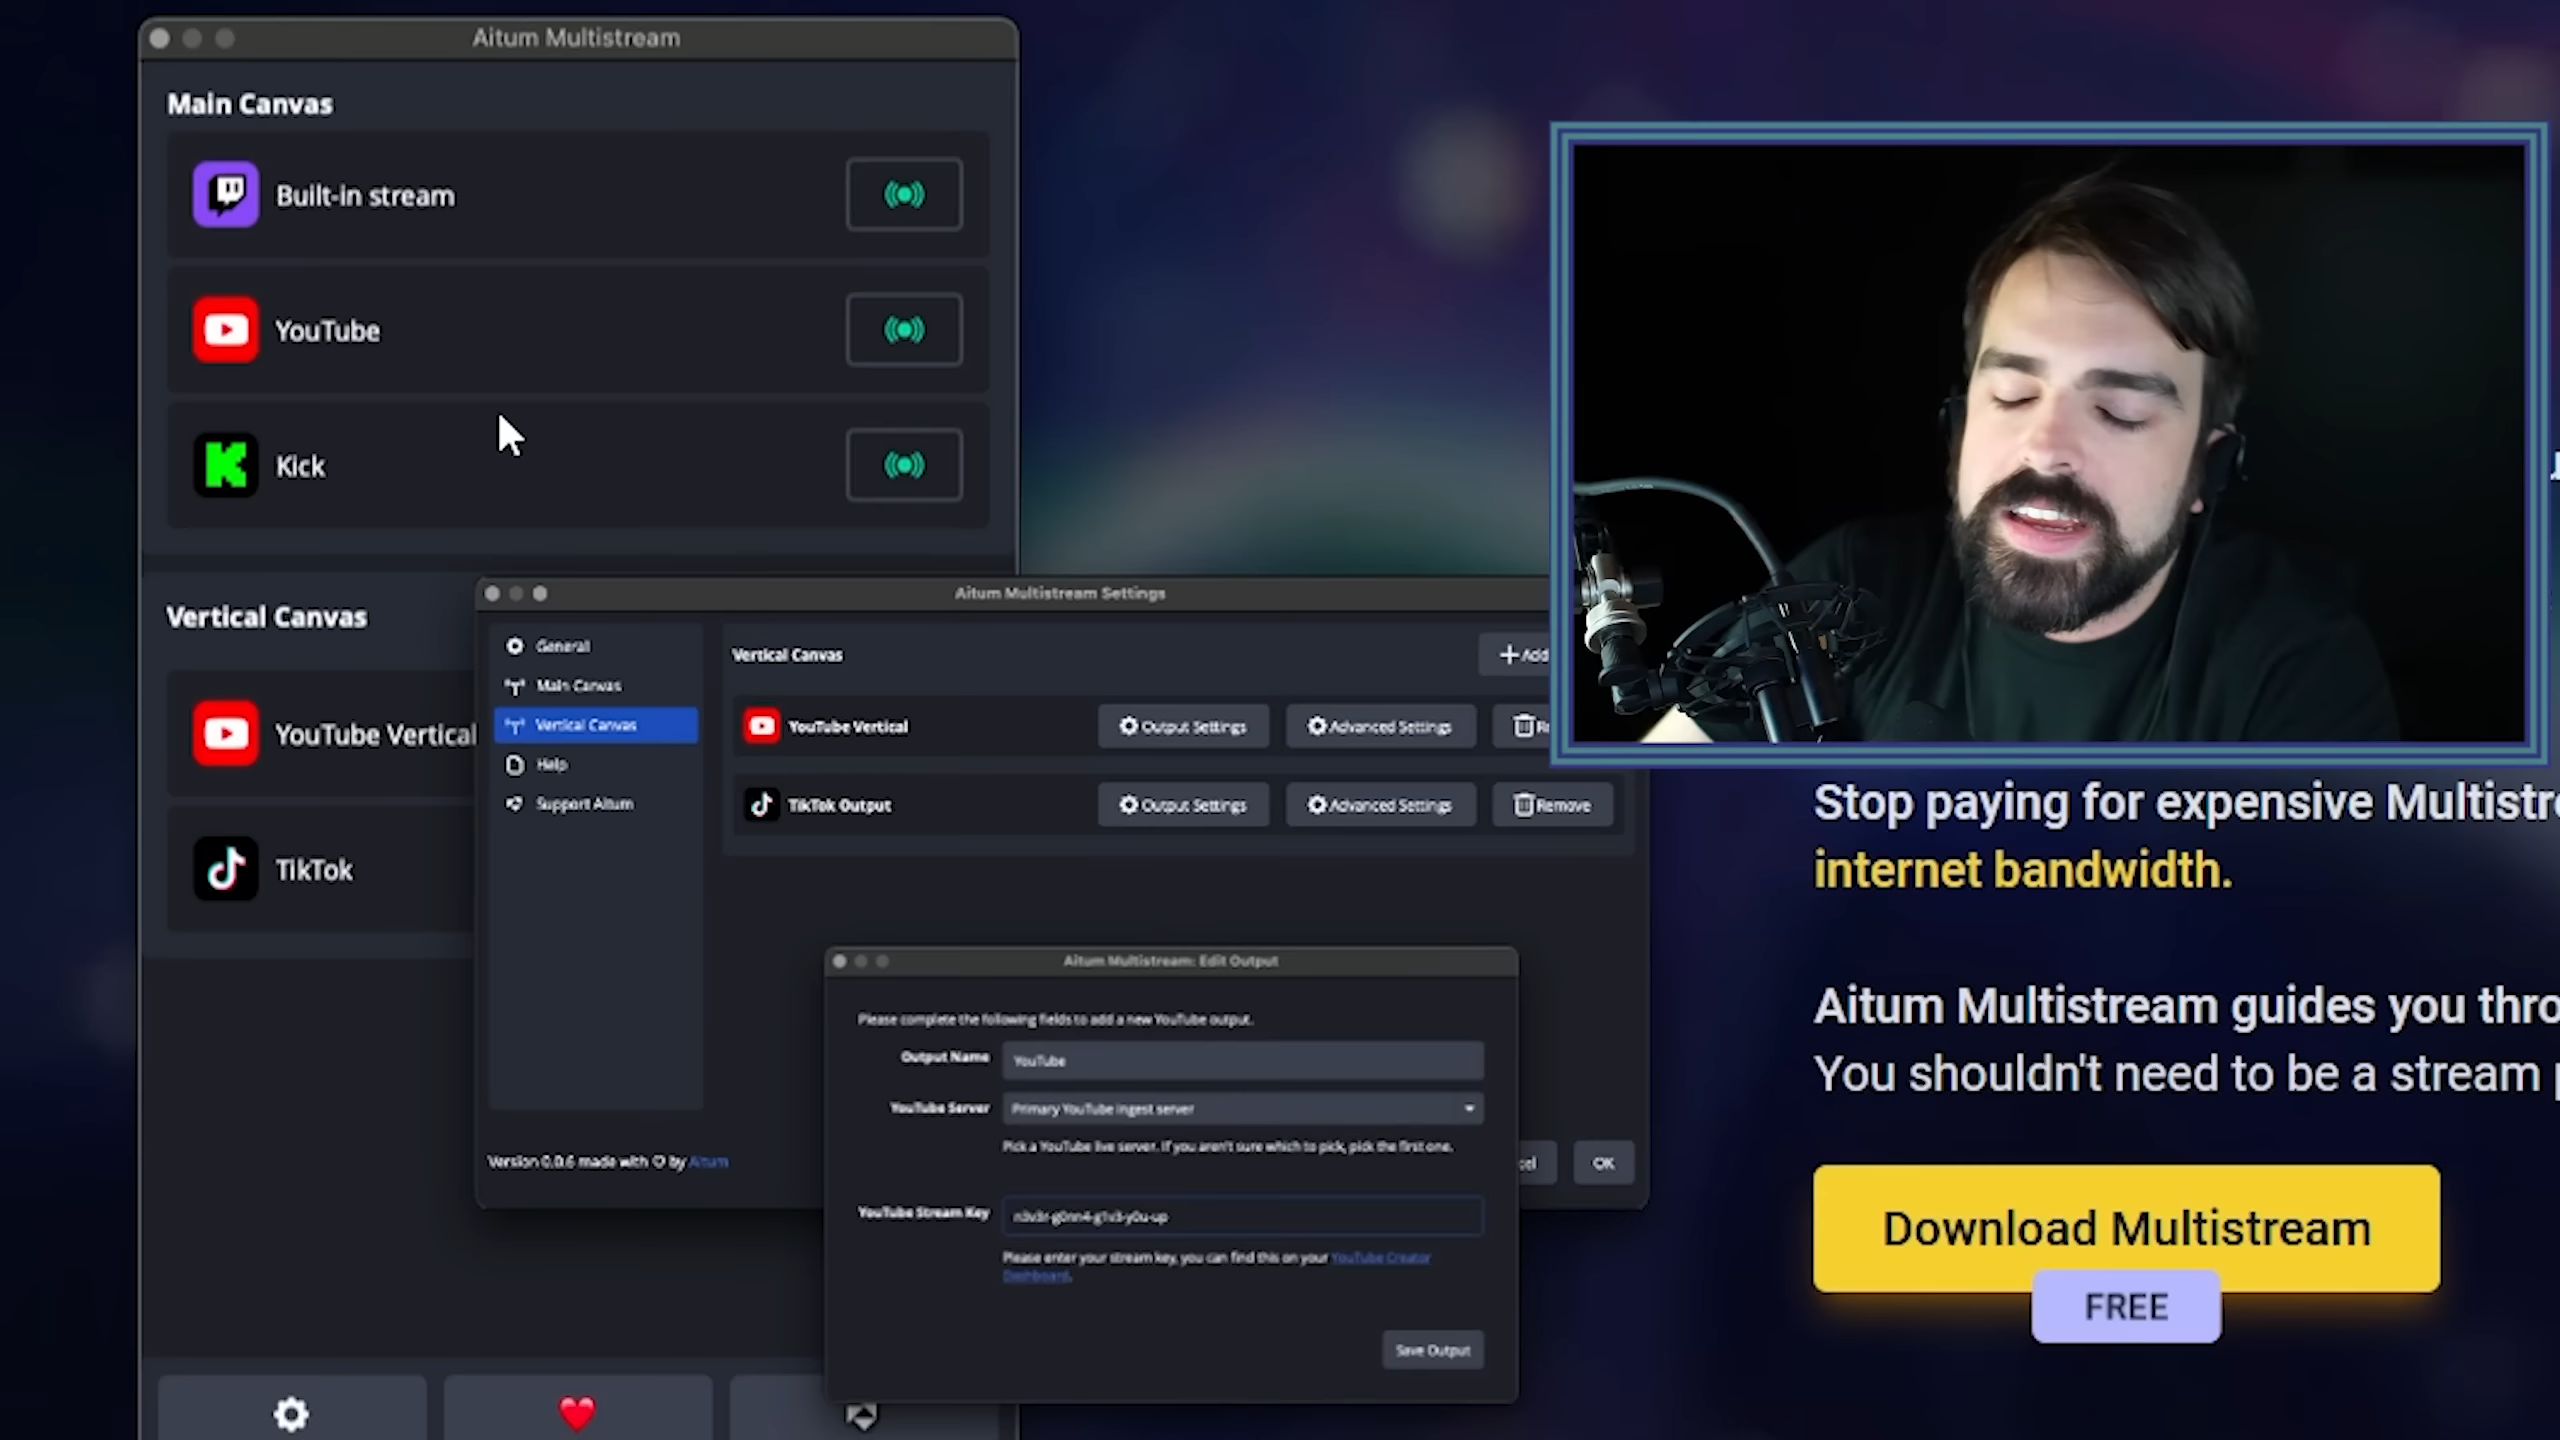 Aitum Multistream
Main Canvas
Built-in stream
YouTube
Kick
Vertical Canvas
YouTube Vertical
TikTok
Aitum Multistream Settings
General
Main Canvas
Vertical Canvas
Help
Support Aitum
Vertical Canvas
Add
YouTube Vertical
Output Settings
Advanced Settings
TikTok Output
Output Settings
Advanced Settings
Remove
Version 0.0.6 made with ♡ by Aitum
OK
Aitum Multistream: Edit Output
Please complete the following fields to add a new YouTube output.
Output Name
YouTube
YouTube Server
Primary YouTube ingest server
Pick a YouTube live server. If you aren't sure which to pick, pick the first one.
YouTube Stream Key
n3v3r-g0nn4-g1v3-y0u-up
Please enter your stream key, you can find this on your YouTube Creator
Dashboard.
Save Output
Stop paying for expensive Multistre
internet bandwidth.
Aitum Multistream guides you thro
You shouldn't need to be a stream p
Download Multistream
FREE